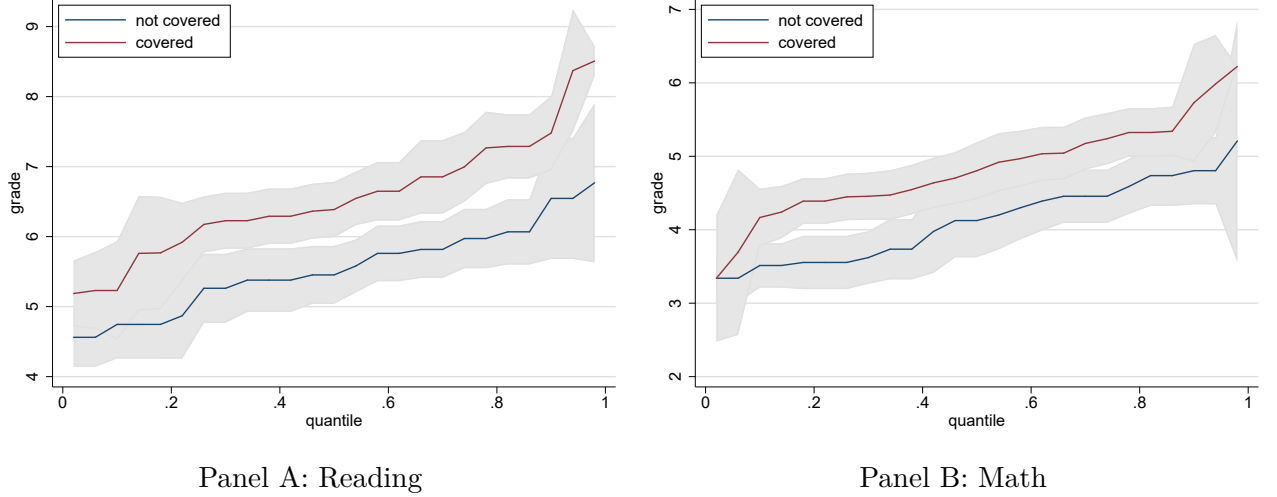 not covered
covered
grade
9
8
7
6
5
4
0 .2 .4 .6 .8 1
quantile
Panel A: Reading
not covered
covered
grade
7
6
5
4
3
2
0 .2 .4 .6 .8 1
quantile
Panel B: Math